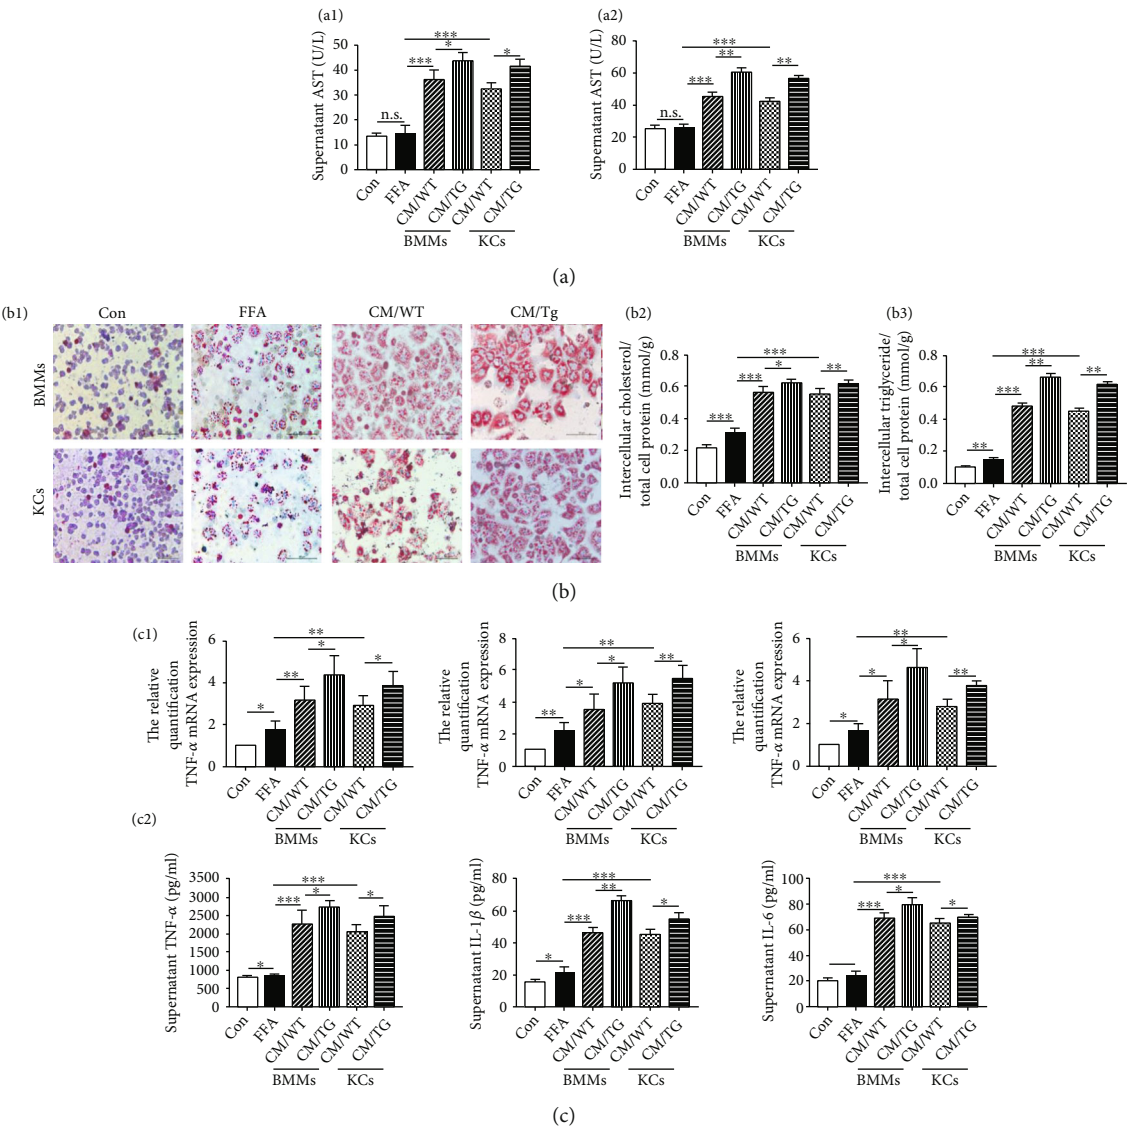 (a1)
Supernatant AST (U/L)
50
40
30
20
10
0
n.s.
***
*
***
*
Con
FFA
CM/WT
CM/TG
CM/WT
CM/TG
BMMs
KCs
(a2)
Supernatant AST (U/L)
80
60
40
20
0
n.s.
***
**
***
**
Con
FFA
CM/WT
CM/TG
CM/WT
CM/TG
BMMs
KCs
(a)
(b1)
Con
FFA
CM/WT
CM/Tg
BMMs
KCs
(b2)
Intercellular cholesterol/
total cell protein (mmol/g)
0.8
0.6
0.4
0.2
0.0
***
***
*
***
**
Con
FFA
CM/WT
CM/TG
CM/WT
CM/TG
BMMs
KCs
(b3)
Intercellular triglyceride/
total cell protein (mmol/g)
0.8
0.6
0.4
0.2
0.0
**
***
**
***
**
Con
FFA
CM/WT
CM/TG
CM/WT
CM/TG
BMMs
KCs
(b)
(c1)
The relative
quantification
TNF-α mRNA expression
6
4
2
0
*
**
*
**
*
Con
FFA
CM/WT
CM/TG
CM/WT
CM/TG
BMMs
KCs
The relative
quantification
TNF-α mRNA expression
8
6
4
2
0
**
*
*
**
**
Con
FFA
CM/WT
CM/TG
CM/WT
CM/TG
BMMs
KCs
The relative
quantification
TNF-α mRNA expression
6
4
2
0
*
*
*
**
**
Con
FFA
CM/WT
CM/TG
CM/WT
CM/TG
BMMs
KCs
(c2)
Supernatant TNF-α (pg/ml)
3500
3000
2500
2000
1500
1000
500
0
*
***
*
***
*
Con
FFA
CM/WT
CM/TG
CM/WT
CM/TG
BMMs
KCs
Supernatant IL-1β (pg/ml)
80
60
40
20
0
*
***
**
***
*
Con
FFA
CM/WT
CM/TG
CM/WT
CM/TG
BMMs
KCs
Supernatant IL-6 (pg/ml)
100
80
60
40
20
0
***
*
***
*
Con
FFA
CM/WT
CM/TG
CM/WT
CM/TG
BMMs
KCs
(c)